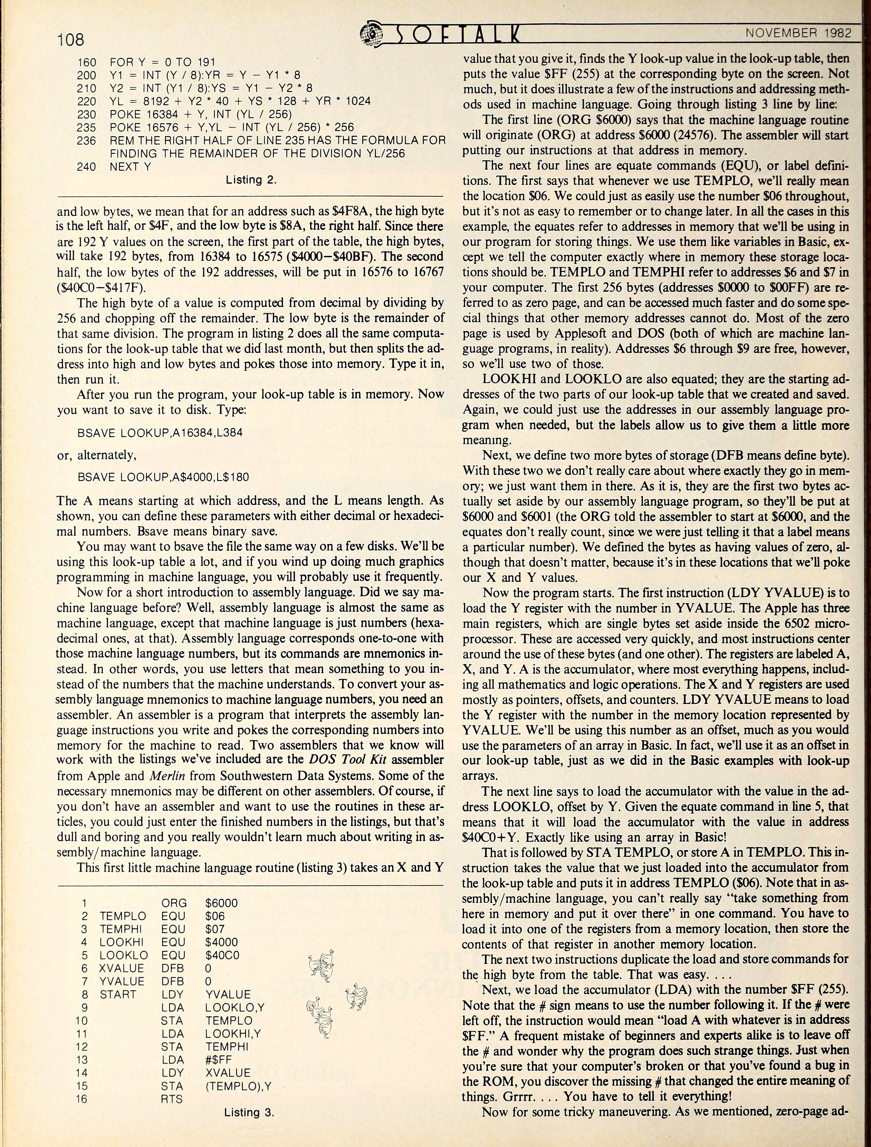 108
SOFTALK
NOVEMBER 1982
160 FOR Y = 0 TO 191
200 Y1 = INT (Y / 8):YR = Y − Y1 * 8
210 Y2 = INT (Y1 / 8):YS = Y1 − Y2 * 8
220 YL = 8192 + Y2 * 40 + YS * 128 + YR * 1024
230 POKE 16384 + Y, INT (YL / 256)
235 POKE 16576 + Y,YL − INT (YL / 256) * 256
236 REM THE RIGHT HALF OF LINE 235 HAS THE FORMULA FOR
FINDING THE REMAINDER OF THE DIVISION YL/256
240 NEXT Y
Listing 2.
and low bytes, we mean that for an address such as $4F8A, the high byte
is the left half, or $4F, and the low byte is $8A, the right half. Since there
are 192 Y values on the screen, the first part of the table, the high bytes,
will take 192 bytes, from 16384 to 16575 ($4000–$40BF). The second
half, the low bytes of the 192 addresses, will be put in 16576 to 16767
($40C0–$417F).
The high byte of a value is computed from decimal by dividing by
256 and chopping off the remainder. The low byte is the remainder of
that same division. The program in listing 2 does all the same computa-
tions for the look-up table that we did last month, but then splits the ad-
dress into high and low bytes and pokes those into memory. Type it in,
then run it.
After you run the program, your look-up table is in memory. Now
you want to save it to disk. Type:
BSAVE LOOKUP,A16384,L384
or, alternately,
BSAVE LOOKUP,A$4000,L$180
The A means starting at which address, and the L means length. As
shown, you can define these parameters with either decimal or hexadeci-
mal numbers. Bsave means binary save.
You may want to bsave the file the same way on a few disks. We'll be
using this look-up table a lot, and if you wind up doing much graphics
programming in machine language, you will probably use it frequently.
Now for a short introduction to assembly language. Did we say ma-
chine language before? Well, assembly language is almost the same as
machine language, except that machine language is just numbers (hexa-
decimal ones, at that). Assembly language corresponds one-to-one with
those machine language numbers, but its commands are mnemonics in-
stead. In other words, you use letters that mean something to you in-
stead of the numbers that the machine understands. To convert your as-
sembly language mnemonics to machine language numbers, you need an
assembler. An assembler is a program that interprets the assembly lan-
guage instructions you write and pokes the corresponding numbers into
memory for the machine to read. Two assemblers that we know will
work with the listings we've included are the DOS Tool Kit assembler
from Apple and Merlin from Southwestern Data Systems. Some of the
necessary mnemonics may be different on other assemblers. Of course, if
you don't have an assembler and want to use the routines in these ar-
ticles, you could just enter the finished numbers in the listings, but that's
dull and boring and you really wouldn't learn much about writing in as-
sembly/machine language.
This first little machine language routine (listing 3) takes an X and Y
1 ORG $6000
2 TEMPLO EQU $06
3 TEMPHI EQU $07
4 LOOKHI EQU $4000
5 LOOKLO EQU $40C0
6 XVALUE DFB 0
7 YVALUE DFB 0
8 START LDY YVALUE
9 LDA LOOKLO,Y
10 STA TEMPLO
11 LDA LOOKHI,Y
12 STA TEMPHI
13 LDA #$FF
14 LDY XVALUE
15 STA (TEMPLO),Y
16 RTS
Listing 3.
value that you give it, finds the Y look-up value in the look-up table, then
puts the value $FF (255) at the corresponding byte on the screen. Not
much, but it does illustrate a few of the instructions and addressing meth-
ods used in machine language. Going through listing 3 line by line:
The first line (ORG $6000) says that the machine language routine
will originate (ORG) at address $6000 (24576). The assembler will start
putting our instructions at that address in memory.
The next four lines are equate commands (EQU), or label defini-
tions. The first says that whenever we use TEMPLO, we'll really mean
the location $06. We could just as easily use the number $06 throughout,
but it's not as easy to remember or to change later. In all the cases in this
example, the equates refer to addresses in memory that we'll be using in
our program for storing things. We use them like variables in Basic, ex-
cept we tell the computer exactly where in memory these storage loca-
tions should be. TEMPLO and TEMPHI refer to addresses $6 and $7 in
your computer. The first 256 bytes (addresses $0000 to $00FF) are re-
ferred to as zero page, and can be accessed much faster and do some spe-
cial things that other memory addresses cannot do. Most of the zero
page is used by Applesoft and DOS (both of which are machine lan-
guage programs, in reality). Addresses $6 through $9 are free, however,
so we'll use two of those.
LOOKHI and LOOKLO are also equated; they are the starting ad-
dresses of the two parts of our look-up table that we created and saved.
Again, we could just use the addresses in our assembly language pro-
gram when needed, but the labels allow us to give them a little more
meaning.
Next, we define two more bytes of storage (DFB means define byte).
With these two we don't really care about where exactly they go in mem-
ory; we just want them in there. As it is, they are the first two bytes ac-
tually set aside by our assembly language program, so they'll be put at
$6000 and $6001 (the ORG told the assembler to start at $6000, and the
equates don't really count, since we were just telling it that a label means
a particular number). We defined the bytes as having values of zero, al-
though that doesn't matter, because it's in these locations that we'll poke
our X and Y values.
Now the program starts. The first instruction (LDY YVALUE) is to
load the Y register with the number in YVALUE. The Apple has three
main registers, which are single bytes set aside inside the 6502 micro-
processor. These are accessed very quickly, and most instructions center
around the use of these bytes (and one other). The registers are labeled A,
X, and Y. A is the accumulator, where most everything happens, includ-
ing all mathematics and logic operations. The X and Y registers are used
mostly as pointers, offsets, and counters. LDY YVALUE means to load
the Y register with the number in the memory location represented by
YVALUE. We'll be using this number as an offset, much as you would
use the parameters of an array in Basic. In fact, we'll use it as an offset in
our look-up table, just as we did in the Basic examples with look-up
arrays.
The next line says to load the accumulator with the value in the ad-
dress LOOKLO, offset by Y. Given the equate command in line 5, that
means that it will load the accumulator with the value in address
$40C0+Y. Exactly like using an array in Basic!
That is followed by STA TEMPLO, or store A in TEMPLO. This in-
struction takes the value that we just loaded into the accumulator from
the look-up table and puts it in address TEMPLO ($06). Note that in as-
sembly/machine language, you can't really say "take something from
here in memory and put it over there" in one command. You have to
load it into one of the registers from a memory location, then store the
contents of that register in another memory location.
The next two instructions duplicate the load and store commands for
the high byte from the table. That was easy. . . .
Next, we load the accumulator (LDA) with the number $FF (255).
Note that the # sign means to use the number following it. If the # were
left off, the instruction would mean "load A with whatever is in address
$FF." A frequent mistake of beginners and experts alike is to leave off
the # and wonder why the program does such strange things. Just when
you're sure that your computer's broken or that you've found a bug in
the ROM, you discover the missing # that changed the entire meaning of
things. Grrrr. . . . You have to tell it everything!
Now for some tricky maneuvering. As we mentioned, zero-page ad-